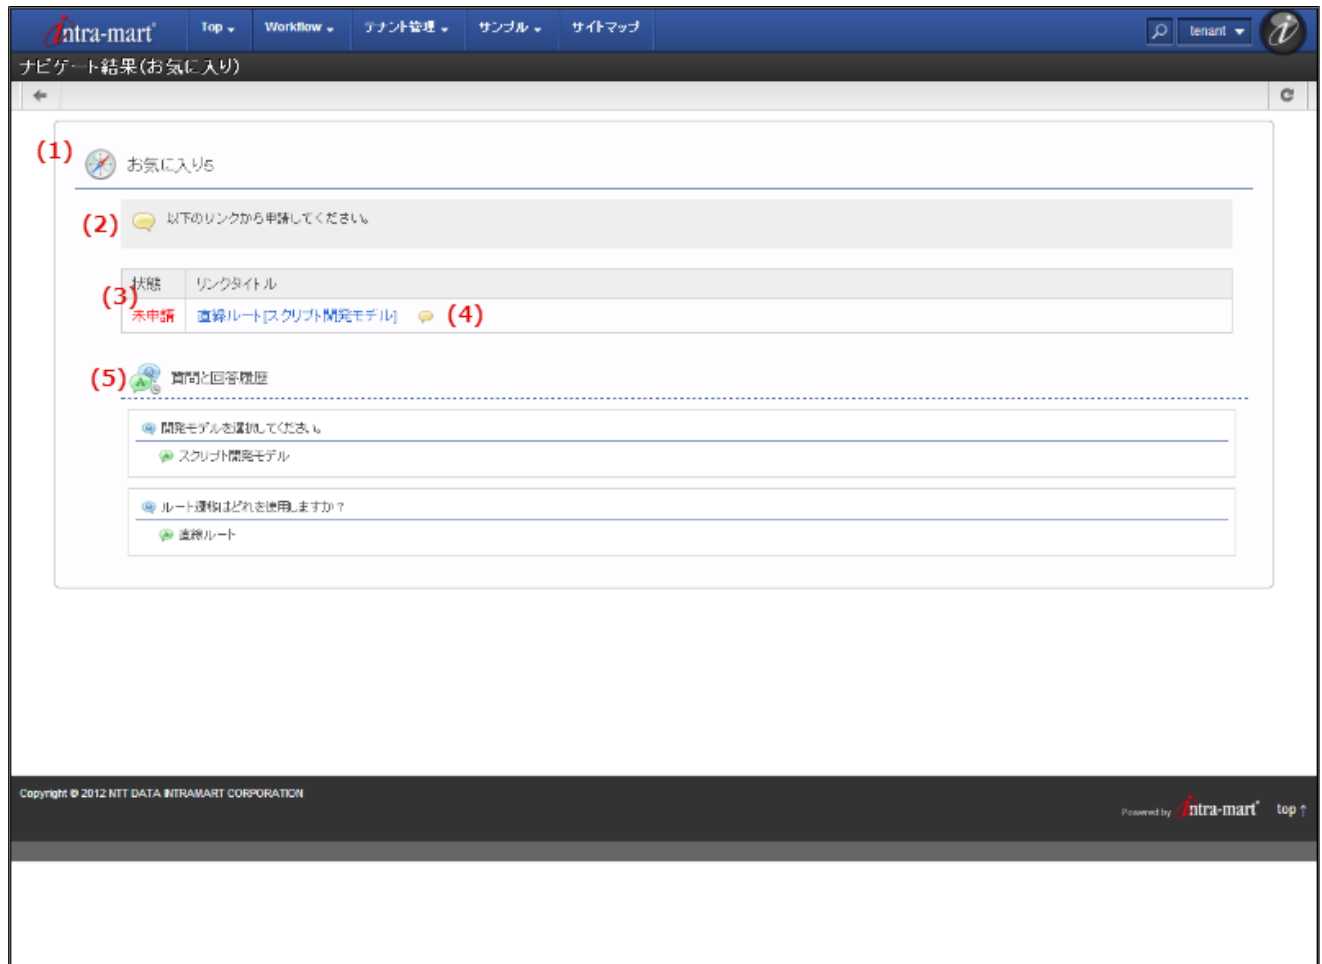 intra-mart Top Workflow テナント管理 サンプル サイトマップ tenant
ナビゲート結果(お気に入り)
(1) お気に入り5
(2) 以下のリンクから申請してください。
状態 リンクタイトル
(3)
未申請 直線ルート[スクリプト開発モデル] (4)
(5) 質問と回答履歴
開発モデルを選択してください。
スクリプト開発モデル
ルート遷移はどれを使用しますか?
直線ルート
Copyright © 2012 NTT DATA INTRAMART CORPORATION
Powered by intra-mart top ↑